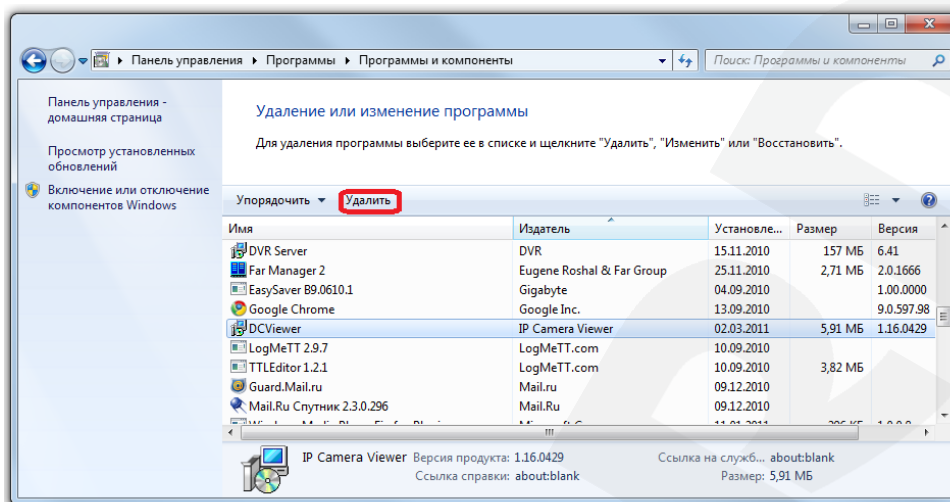 Панель управления ▸ Программы ▸ Программы и компоненты
Поиск: Программы и компоненты
Панель управления -
домашняя страница
Просмотр установленных
обновлений
Включение или отключение
компонентов Windows
Удаление или изменение программы
Для удаления программы выберите ее в списке и щелкните "Удалить", "Изменить" или "Восстановить".
Упорядочить Удалить
Имя Издатель Установле... Размер Версия
DVR Server DVR 15.11.2010 157 МБ 6.41
Far Manager 2 Eugene Roshal & Far Group 25.11.2010 2,71 МБ 2.0.1666
EasySaver B9.0610.1 Gigabyte 04.09.2010 1.00.0000
Google Chrome Google Inc. 13.09.2010 9.0.597.98
DCViewer IP Camera Viewer 02.03.2011 5,91 МБ 1.16.0429
LogMeTT 2.9.7 LogMeTT.com 10.09.2010
TTLEditor 1.2.1 LogMeTT.com 10.09.2010 3,82 МБ
Guard.Mail.ru Mail.ru 09.12.2010
Mail.Ru Спутник 2.3.0.296 Mail.Ru 09.12.2010
IP Camera Viewer Версия продукта: 1.16.0429 Ссылка на служб... about:blank
Ссылка справки: about:blank Размер: 5,91 МБ